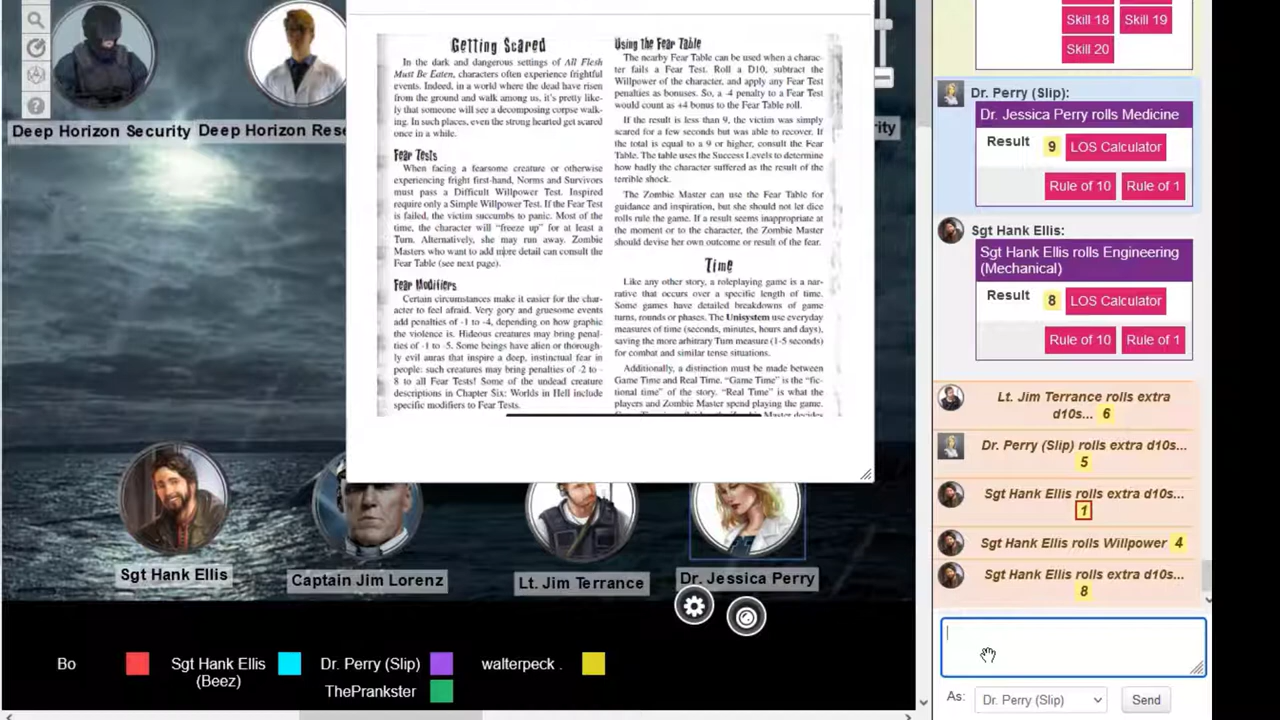 Deep Horizon Security
Deep Horizon Rese
rity
Getting Scared
In the dark and dangerous settings of All Flesh
Must Be Eaten, characters often experience frightful
events. Indeed, in a world where the dead have risen
from the ground and walk among us, it's pretty like-
ly that someone will see a decomposing corpse walk-
ing. In such places, even the strong hearted get scared
once in a while.
Fear Tests
When facing a fearsome creature or otherwise
experiencing fright first-hand, Norms and Survivors
must pass a Difficult Willpower Test. Inspired
require only a Simple Willpower Test. If the Fear Test
is failed, the victim succumbs to panic. Most of the
time, the character will "freeze up" for at least a
Turn. Alternatively, she may run away. Zombie
Masters who want to add more detail can consult the
Fear Table (see next page).
Fear Modifiers
Certain circumstances make it easier for the char-
acter to feel afraid. Very gory and gruesome events
add penalties of -1 to -4, depending on how graphic
the violence is. Hideous creatures may bring penal-
ties of -1 to -5. Some beings have alien or thorough-
ly evil auras that inspire a deep, instinctual fear in
people: such creatures may bring penalties of -2 to -
8 to all Fear Tests! Some of the undead creature
descriptions in Chapter Six: Worlds in Hell include
specific modifiers to Fear Tests.
Using the Fear Table
The nearby Fear Table can be used when a charac-
ter fails a Fear Test. Roll a D10, subtract the
Willpower of the character, and apply any Fear Test
penalties as bonuses. So, a -4 penalty to a Fear Test
would count as +4 bonus to the Fear Table roll.
If the result is less than 9, the victim was simply
scared for a few seconds but was able to recover. If
the total is equal to a 9 or higher, consult the Fear
Table. The table uses the Success Levels to determine
how badly the character suffered as the result of the
terrible shock.
The Zombie Master can use the Fear Table for
guidance and inspiration, but she should not let dice
rolls rule the game. If a result seems inappropriate at
the moment or to the character, the Zombie Master
should devise her own outcome or result of the fear.
Time
Like any other story, a roleplaying game is a nar-
rative that occurs over a specific length of time.
Some games have detailed breakdowns of game
turns, rounds or phases. The Unisystem use everyday
measures of time (seconds, minutes, hours and days),
saving the more arbitrary Turn measure (1-5 seconds)
for combat and similar tense situations.
Additionally, a distinction must be made between
Game Time and Real Time. "Game Time" is the "fic-
tional time" of the story. "Real Time" is what the
players and Zombie Master spend playing the game.
Master decides
Sgt Hank Ellis
Captain Jim Lorenz
Lt. Jim Terrance
Dr. Jessica Perry
Bo
Sgt Hank Ellis
(Beez)
Dr. Perry (Slip)
walterpeck .
ThePrankster
Skill 18
Skill 19
Skill 20
Dr. Perry (Slip):
Dr. Jessica Perry rolls Medicine
Result 9 LOS Calculator
Rule of 10 Rule of 1
Sgt Hank Ellis:
Sgt Hank Ellis rolls Engineering
(Mechanical)
Result 8 LOS Calculator
Rule of 10 Rule of 1
Lt. Jim Terrance rolls extra
d10s... 6
Dr. Perry (Slip) rolls extra d10s...
5
Sgt Hank Ellis rolls extra d10s...
1
Sgt Hank Ellis rolls Willpower 4
Sgt Hank Ellis rolls extra d10s...
8
As: Dr. Perry (Slip) Send